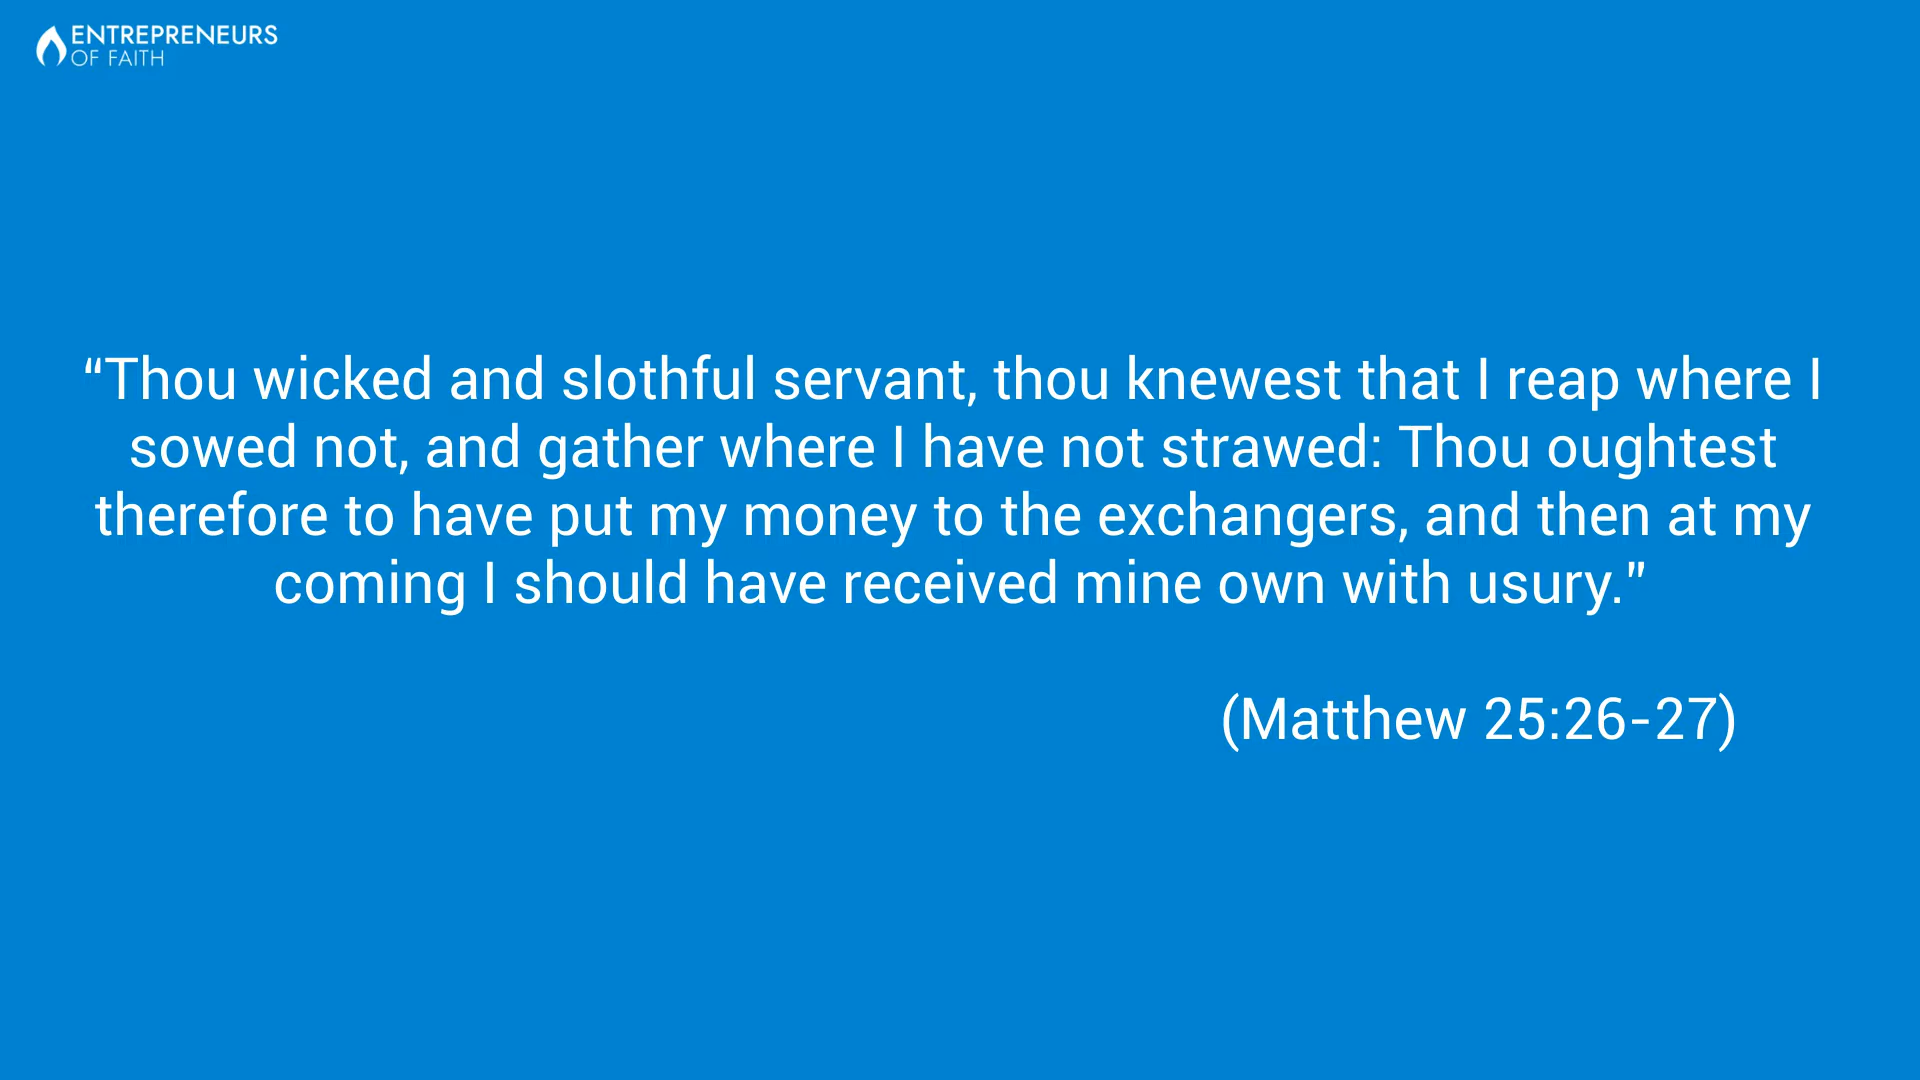 ENTREPRENEURS
OF FAITH
“Thou wicked and slothful servant, thou knewest that I reap where I
sowed not, and gather where I have not strawed: Thou oughtest
therefore to have put my money to the exchangers, and then at my
coming I should have received mine own with usury.”
(Matthew 25:26-27)